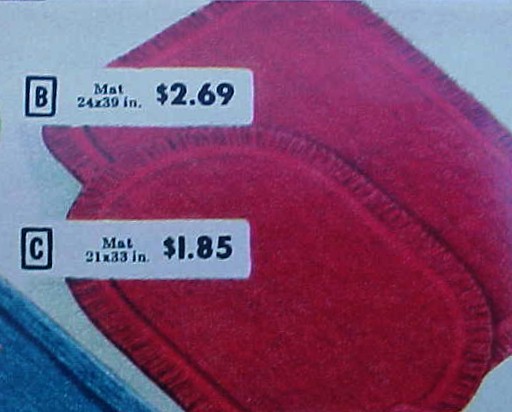 B Mat $2.69
24x39 in.
C Mat $1.85
21x33 in.